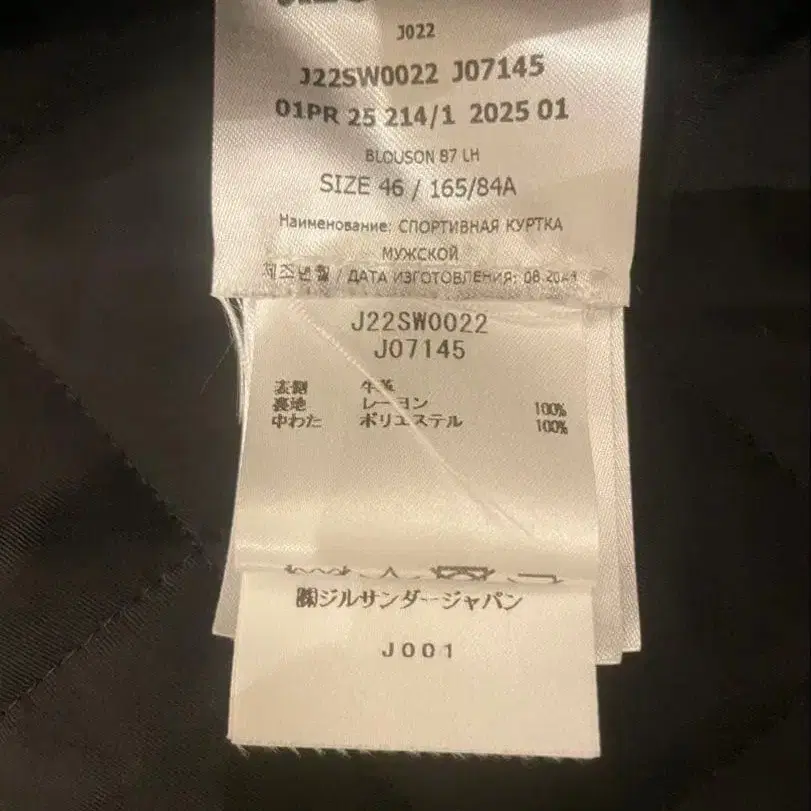 J022
J22SW0022 J07145
01PR 25 214/1 2025 01
BLOUSON 87 LH
SIZE 46 / 165/84A
Наименование: СПОРТИВНАЯ КУРТКА
МУЖСКОЙ
제조년월 / ДАТА ИЗГОТОВЛЕНИЯ: 08.2024
J22SW0022
J07145
表側 牛革
裏地 レーヨン 100%
中わた ポリエステル 100%
㈱ジルサンダージャパン
J001